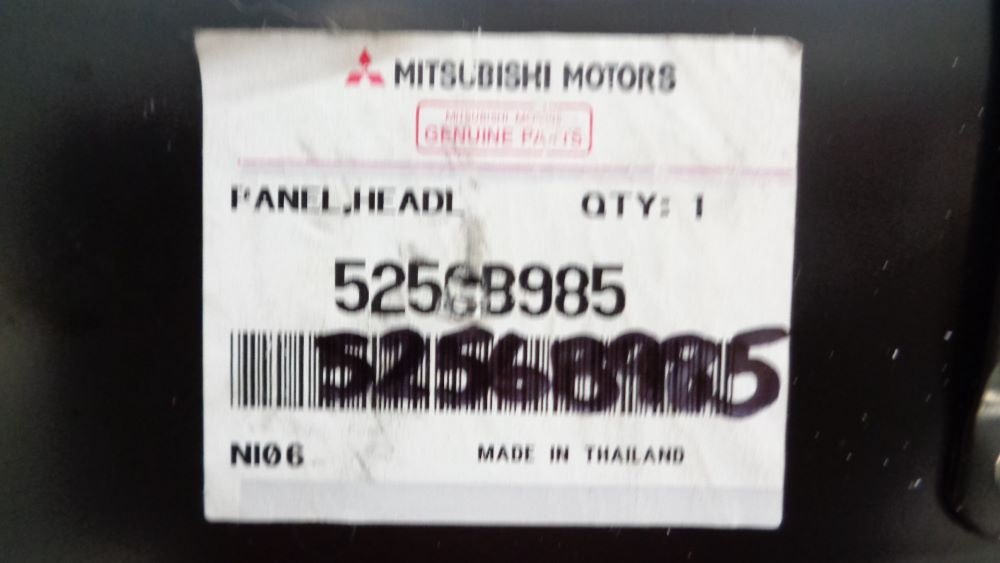 MITSUBISHI MOTORS
MITSUBISHI MOTORS
GENUINE PARTS
PANEL,HEADL QTY: 1
5256B985
5256B985
NI06 MADE IN THAILAND